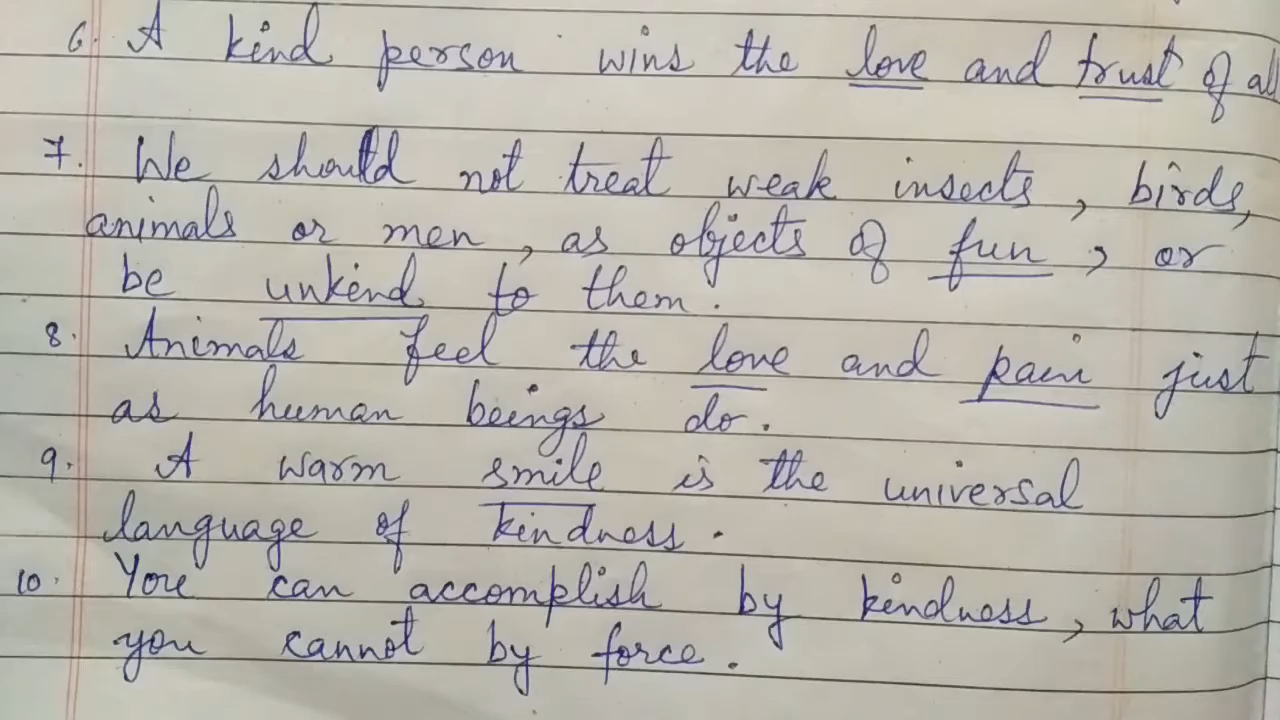 6. A kind person wins the love and trust of all
7. We should not treat weak insects, birds,
animals or men, as objects of fun, or
be unkind to them.
8. Animals feel the love and pain just
as human beings do.
9. A warm smile is the universal
language of kindness.
10. You can accomplish by kindness, what
you cannot by force.